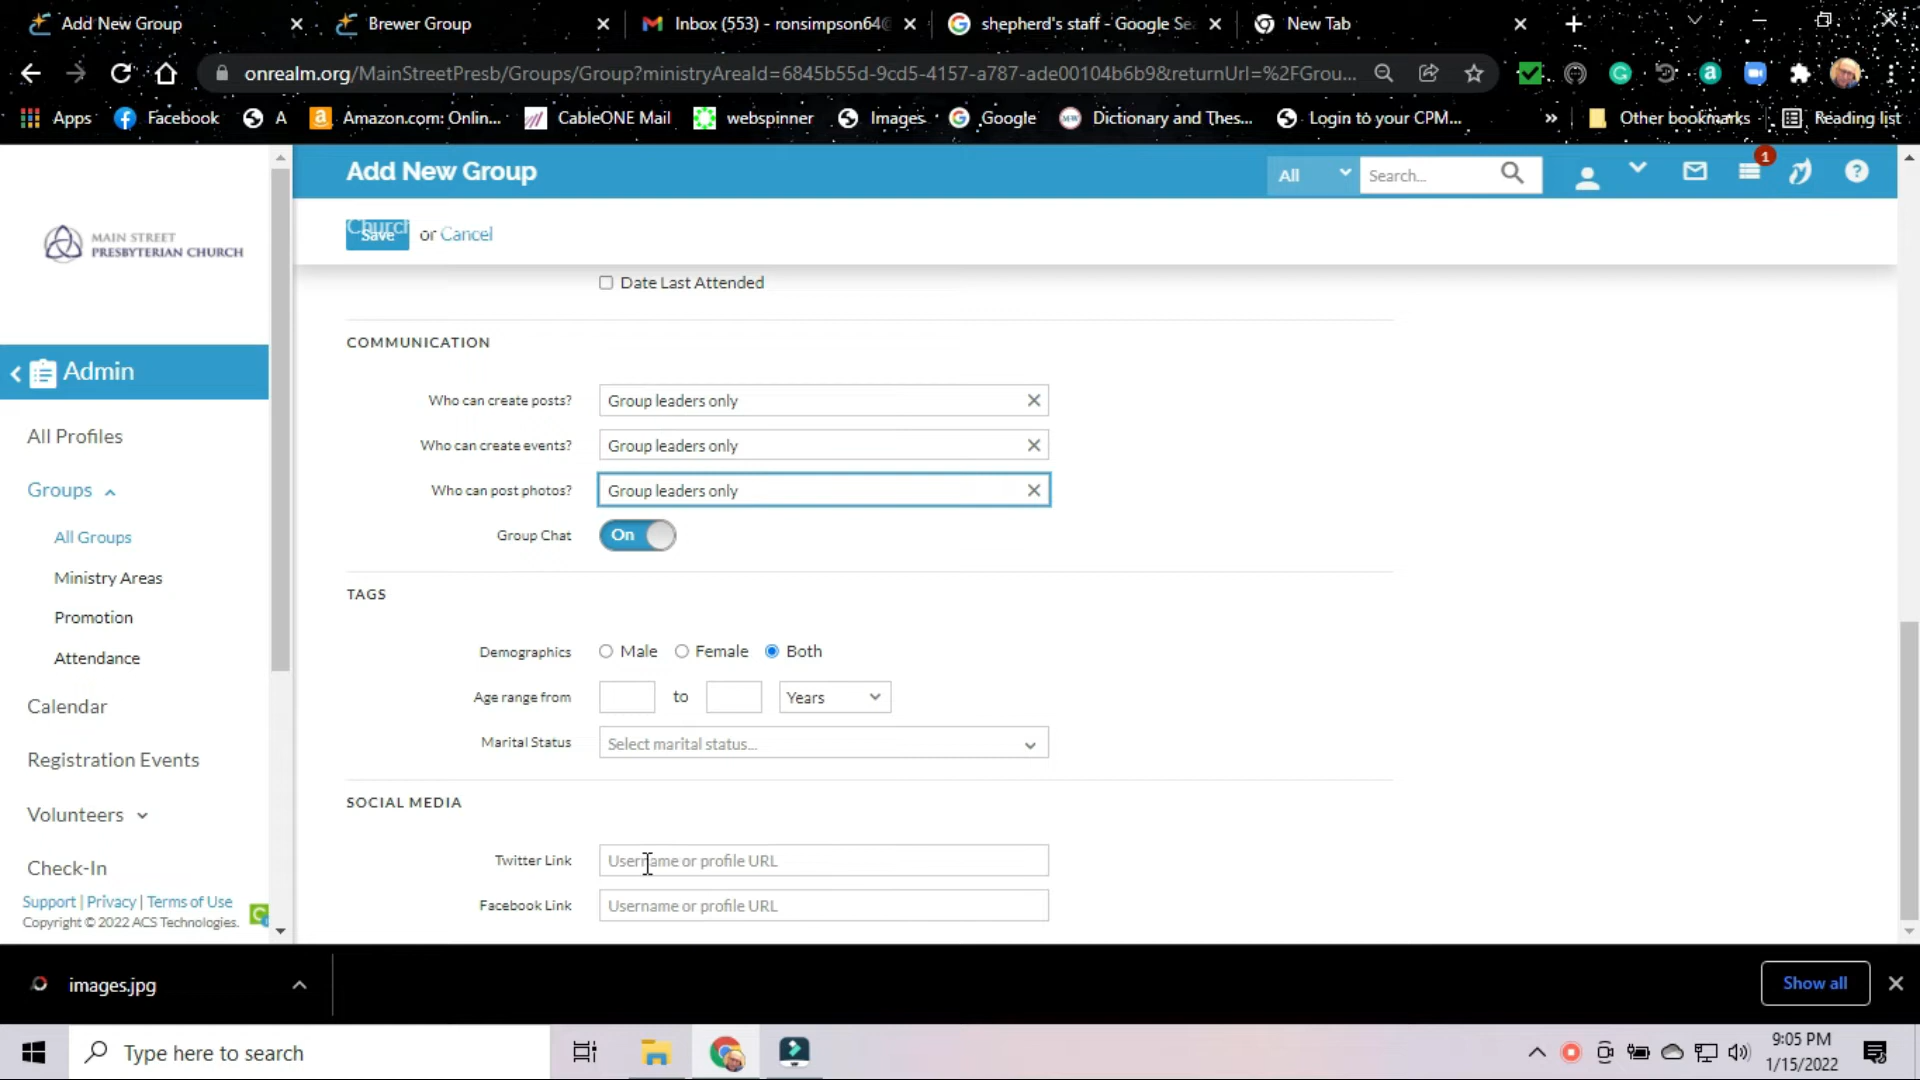 Add New Group
Brewer Group
Inbox (553) - ronsimpson64@
shepherd's staff - Google Se
New Tab
onrealm.org/MainStreetPresb/Groups/Group?ministryAreaId=6845b55d-9cd5-4157-a787-ade00104b6b9&returnUrl=%2FGrou...
Apps
Facebook
A
Amazon.com: Onlin...
CableONE Mail
webspinner
Images
Google
Dictionary and Thes...
Login to your CPM...
»
Other bookmarks
Reading list
MAIN STREET
PRESBYTERIAN CHURCH
Add New Group
All
Search...
1
Church
Save
or Cancel
Admin
All Profiles
Groups
All Groups
Ministry Areas
Promotion
Attendance
Calendar
Registration Events
Volunteers
Check-In
Support | Privacy | Terms of Use
Copyright © 2022 ACS Technologies.
Date Last Attended
COMMUNICATION
Who can create posts? Group leaders only
Who can create events? Group leaders only
Who can post photos? Group leaders only
Group Chat On
TAGS
Demographics Male Female Both
Age range from to Years
Marital Status Select marital status...
SOCIAL MEDIA
Twitter Link Username or profile URL
Facebook Link Username or profile URL
images.jpg
Show all
Type here to search
9:05 PM
1/15/2022